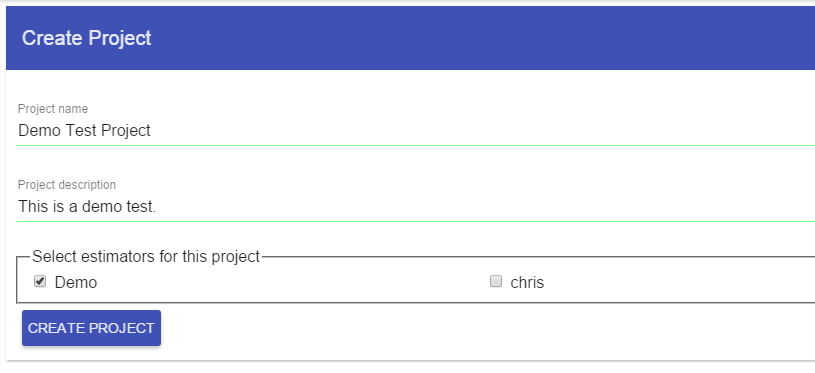 Create Project
Project name
Demo Test Project
Project description
This is a demo test.
Select estimators for this project
Demo chris
CREATE PROJECT